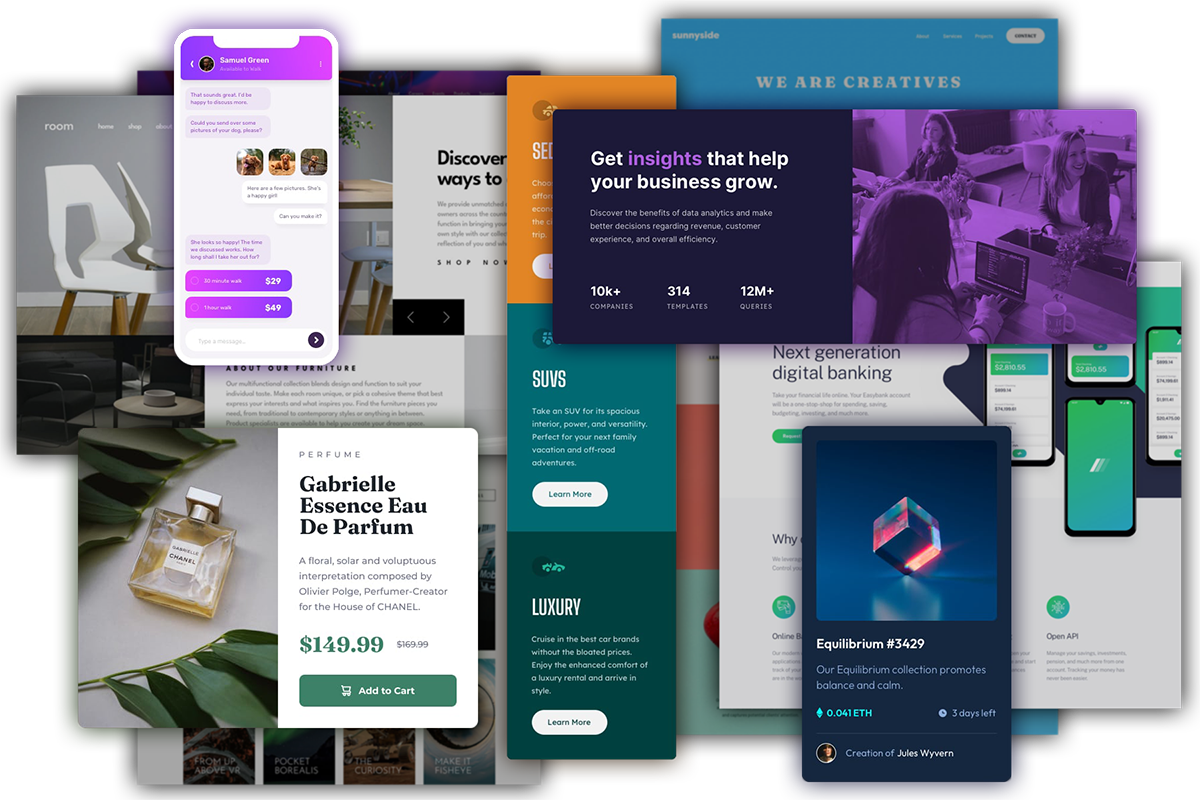 sunnyside
About
Services
Projects
CONTACT
WE ARE CREATIVES
Samuel Green
Available to Walk
That sounds great. I'd be
happy to discuss more.
Could you send over some
pictures of your dog, please?
Here are a few pictures. She's
a happy girl!
Can you make it?
She looks so happy! The time
we discussed works. How
long shall I take her out for?
30 minute walk
$29
1 hour walk
$49
Type a message...
room
home
shop
about
Discover
ways to
We provide unmatched
owners across the
function in bringing your
own style with our
reflection of you and
SHOP NOW
ABOUT OUR FURNITURE
Our multifunctional collection blends design and function to suit your
individual taste. Make each room unique, or pick a cohesive theme that best
express your interests and what inspires you. Find the furniture pieces you
need, from traditional to contemporary styles or anything in between.
Product specialists are available to help you create your dream space.
trip.
SUVS
Take an SUV for its spacious
interior, power, and versatility.
Perfect for your next family
vacation and off-road
adventures.
Learn More
LUXURY
Cruise in the best car brands
without the bloated prices.
Enjoy the enhanced comfort of
a luxury rental and arrive in
style.
Learn More
Get insights that help
your business grow.
Discover the benefits of data analytics and make
better decisions regarding revenue, customer
experience, and overall efficiency.
10k+
COMPANIES
314
TEMPLATES
12M+
QUERIES
Next generation
digital banking
Take your financial life online. Your Easybank account
will be a one-stop-shop for spending, saving,
budgeting, investing, and much more.
Request
$2,810.55
$2,810.55
Why
We leverage
Control your
Online
Open API
Manage your savings, investments,
pension, and much more from one
account. Tracking your money has
never been easier.
PERFUME
Gabrielle
Essence Eau
De Parfum
A floral, solar and voluptuous
interpretation composed by
Olivier Polge, Perfumer-Creator
for the House of CHANEL.
$149.99
$169.99
Add to Cart
GABRIELLE
CHANEL
PARIS
Equilibrium #3429
Our Equilibrium collection promotes
balance and calm.
0.041 ETH
3 days left
Creation of Jules Wyvern
FROM UP
ABOVE VR
POCKET
BOREALIS
THE
CURIOSITY
MAKE IT
FISHEYE